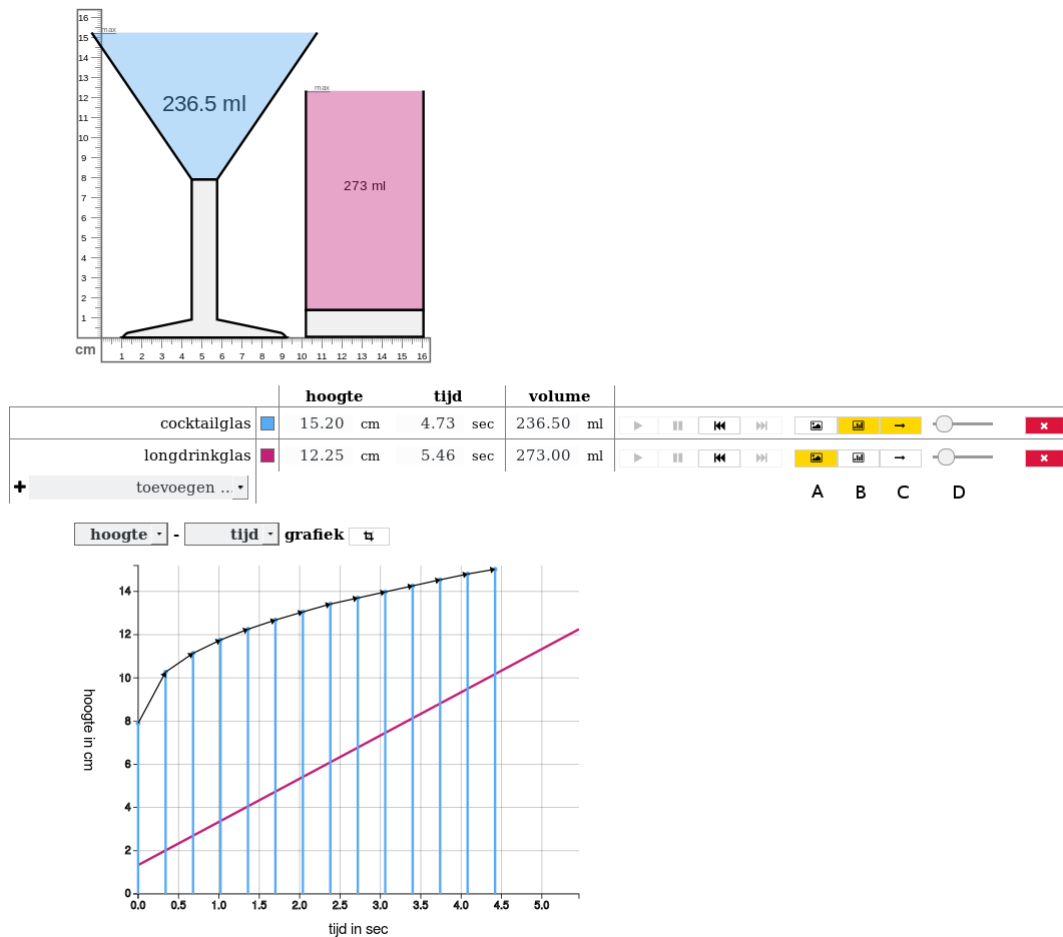 16
15
max
14
13
12
max
11
236.5 ml
10
9
8
273 ml
7
6
5
4
3
2
1
cm
1 2 3 4 5 6 7 8 9 10 11 12 13 14 15 16
hoogte tijd volume
cocktailglas 15.20 cm 4.73 sec 236.50 ml
longdrinkglas 12.25 cm 5.46 sec 273.00 ml
toevoegen ...
A B C D
hoogte - tijd grafiek
14
12
10
8
6
4
2
0
hoogte in cm
0.0 0.5 1.0 1.5 2.0 2.5 3.0 3.5 4.0 4.5 5.0
tijd in sec